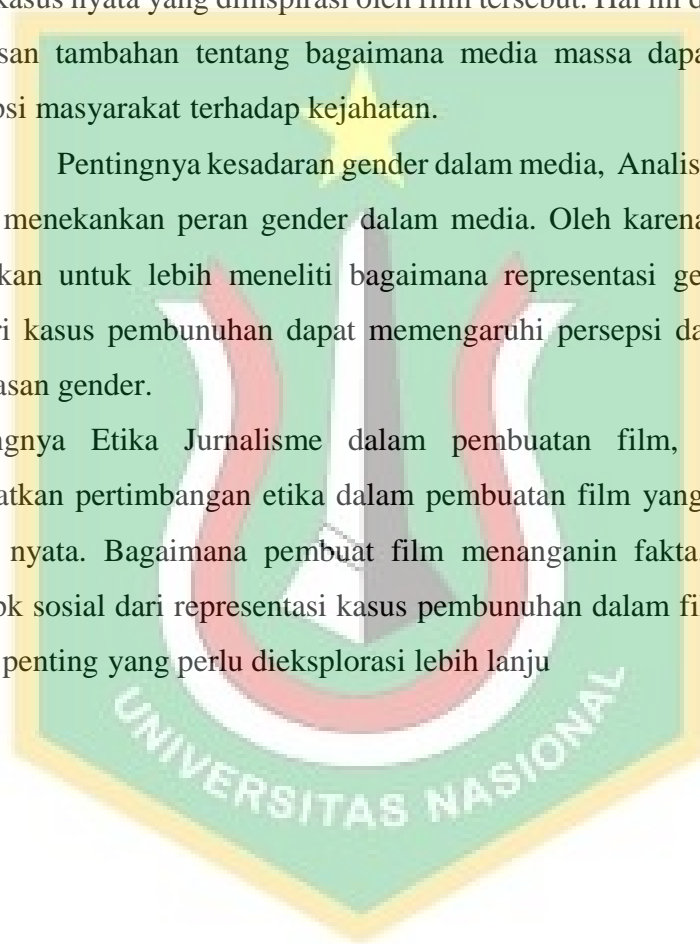 kasus nyata yang diinspirasi oleh film tersebut. Hal ini d
san tambahan tentang bagaimana media massa dapa
psi masyarakat terhadap kejahatan.
Pentingnya kesadaran gender dalam media, Analis
menekankan peran gender dalam media. Oleh karena
kan untuk lebih meneliti bagaimana representasi ge
ri kasus pembunuhan dapat memengaruhi persepsi da
asan gender.
ngnya Etika Jurnalisme dalam pembuatan film,
atkan pertimbangan etika dalam pembuatan film yang
nyata. Bagaimana pembuat film menanganin fakta
ok sosial dari representasi kasus pembunuhan dalam fi
penting yang perlu dieksplorasi lebih lanju
UNIVERSITAS NASIONAL